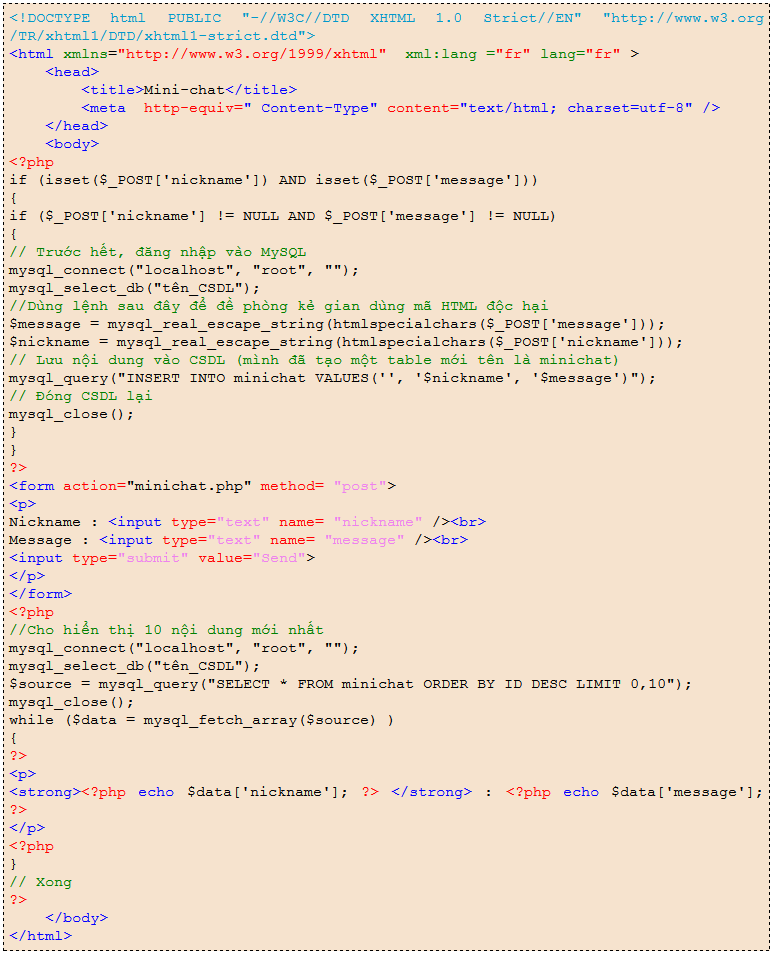 <!DOCTYPE html PUBLIC "-//W3C//DTD XHTML 1.0 Strict//EN" "http://www.w3.org
/TR/xhtml1/DTD/xhtml1-strict.dtd">
<html xmlns="http://www.w3.org/1999/xhtml" xml:lang ="fr" lang="fr" >
    <head>
        <title>Mini-chat</title>
        <meta http-equiv=" Content-Type" content="text/html; charset=utf-8" />
    </head>
    <body>
<?php
if (isset($_POST['nickname']) AND isset($_POST['message']))
{
if ($_POST['nickname'] != NULL AND $_POST['message'] != NULL)
{
// Trước hết, đăng nhập vào MySQL
mysql_connect("localhost", "root", "");
mysql_select_db("tên_CSDL");
//Dùng lệnh sau đây để đề phòng kẻ gian dùng mã HTML độc hại
$message = mysql_real_escape_string(htmlspecialchars($_POST['message']));
$nickname = mysql_real_escape_string(htmlspecialchars($_POST['nickname']));
// Lưu nội dung vào CSDL (mình đã tạo một table mới tên là minichat)
mysql_query("INSERT INTO minichat VALUES('', '$nickname', '$message')");
// Đóng CSDL lại
mysql_close();
}
}
?>
<form action="minichat.php" method= "post">
<p>
Nickname : <input type="text" name= "nickname" /><br>
Message : <input type="text" name= "message" /><br>
<input type="submit" value="Send">
</p>
</form>
<?php
//Cho hiển thị 10 nội dung mới nhất
mysql_connect("localhost", "root", "");
mysql_select_db("tên_CSDL");
$source = mysql_query("SELECT * FROM minichat ORDER BY ID DESC LIMIT 0,10");
mysql_close();
while ($data = mysql_fetch_array($source) )
{
?>
<p>
<strong><?php echo $data['nickname']; ?> </strong> : <?php echo $data['message'];
?>
</p>
<?php
}
// Xong
?>
    </body>
</html>